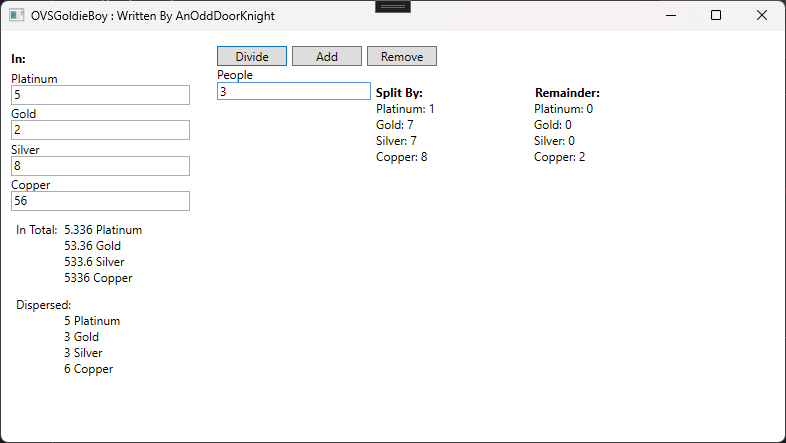 OVSGoldieBoy : Written By AnOddDoorKnight
In:
Platinum
5
Gold
2
Silver
8
Copper
56
In Total: 5.336 Platinum
53.36 Gold
533.6 Silver
5336 Copper
Dispersed:
5 Platinum
3 Gold
3 Silver
6 Copper
Divide Add Remove
People
3
Split By:
Platinum: 1
Gold: 7
Silver: 7
Copper: 8
Remainder:
Platinum: 0
Gold: 0
Silver: 0
Copper: 2